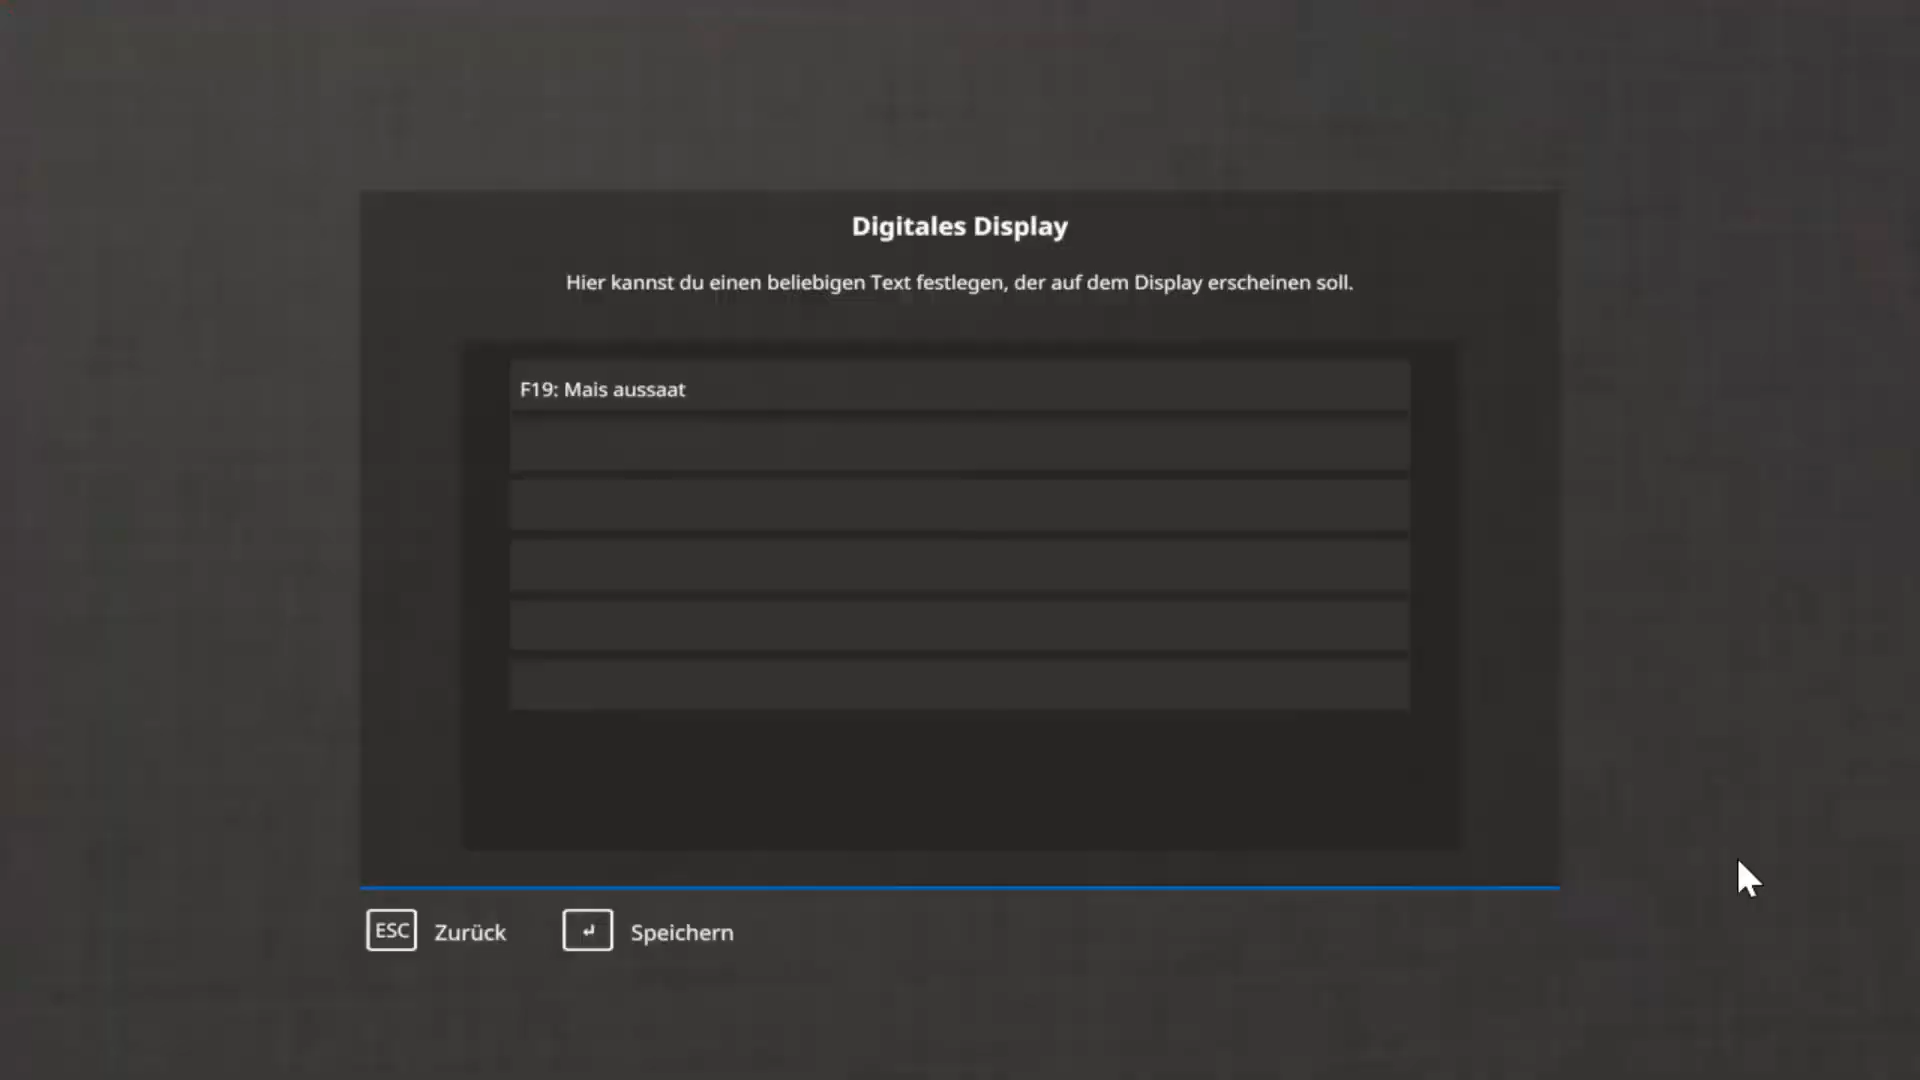 Digitales Display
Hier kannst du einen beliebigen Text festlegen, der auf dem Display erscheinen soll.
F19: Mais aussaat
ESC Zurück ↵ Speichern